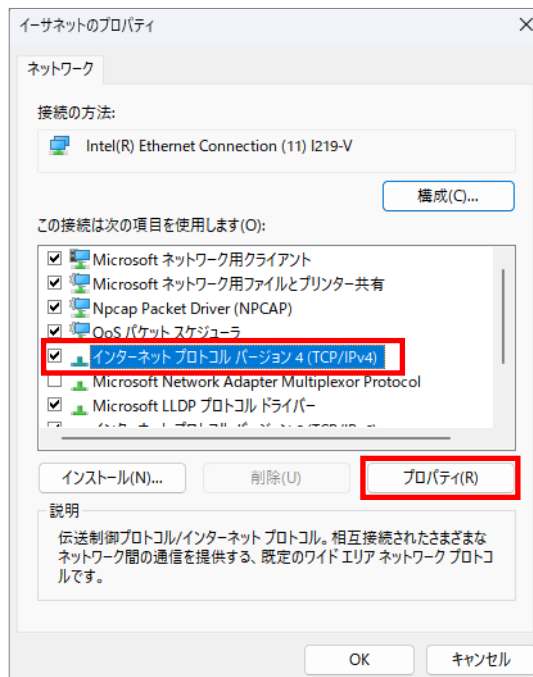 イーサネットのプロパティ
ネットワーク
接続の方法:
Intel(R) Ethernet Connection (11) I219-V
構成(C)...
この接続は次の項目を使用します(O):
Microsoft ネットワーク用クライアント
Microsoft ネットワーク用ファイルとプリンター共有
Npcap Packet Driver (NPCAP)
QoS パケット スケジューラ
インターネット プロトコル バージョン 4 (TCP/IPv4)
Microsoft Network Adapter Multiplexor Protocol
Microsoft LLDP プロトコル ドライバー
インストール(N)...
削除(U)
プロパティ(R)
説明
伝送制御プロトコル/インターネット プロトコル。相互接続されたさまざまな
ネットワーク間の通信を提供する、既定のワイド エリア ネットワーク プロトコ
ルです。
OK
キャンセル